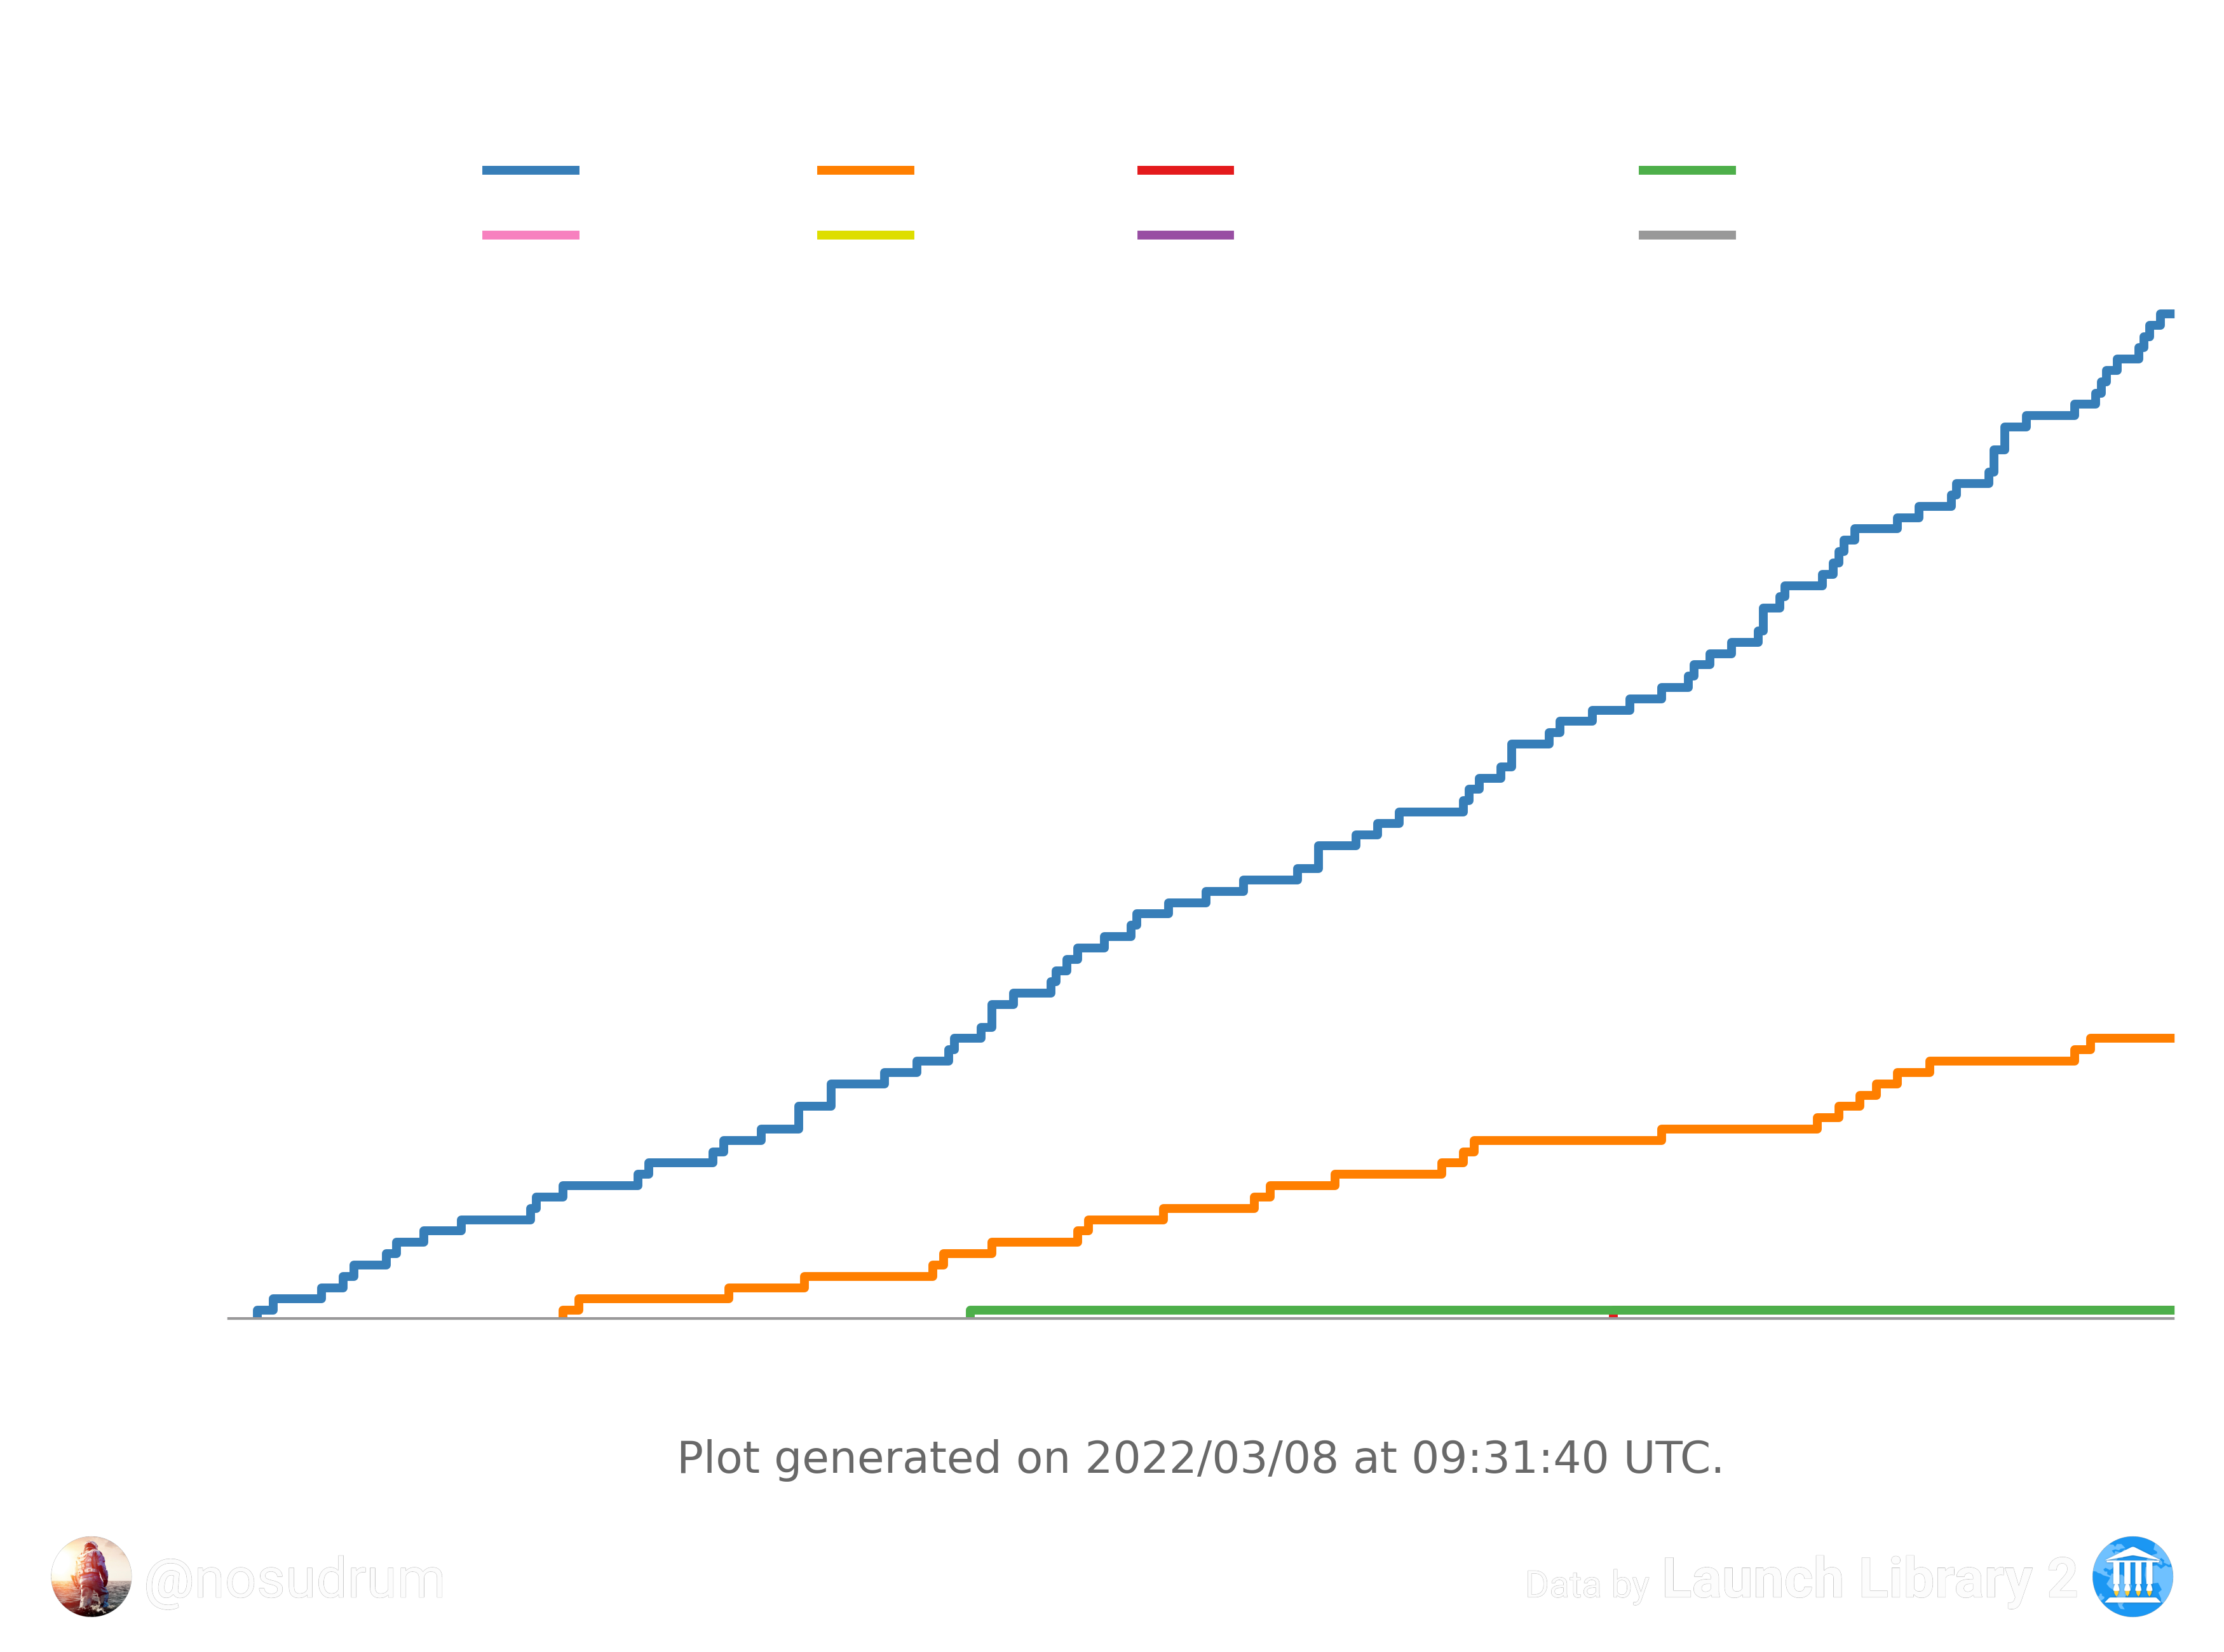 Plot generated on 2022/03/08 at 09:31:40 UTC.
@nosudrum
Data by Launch Library 2